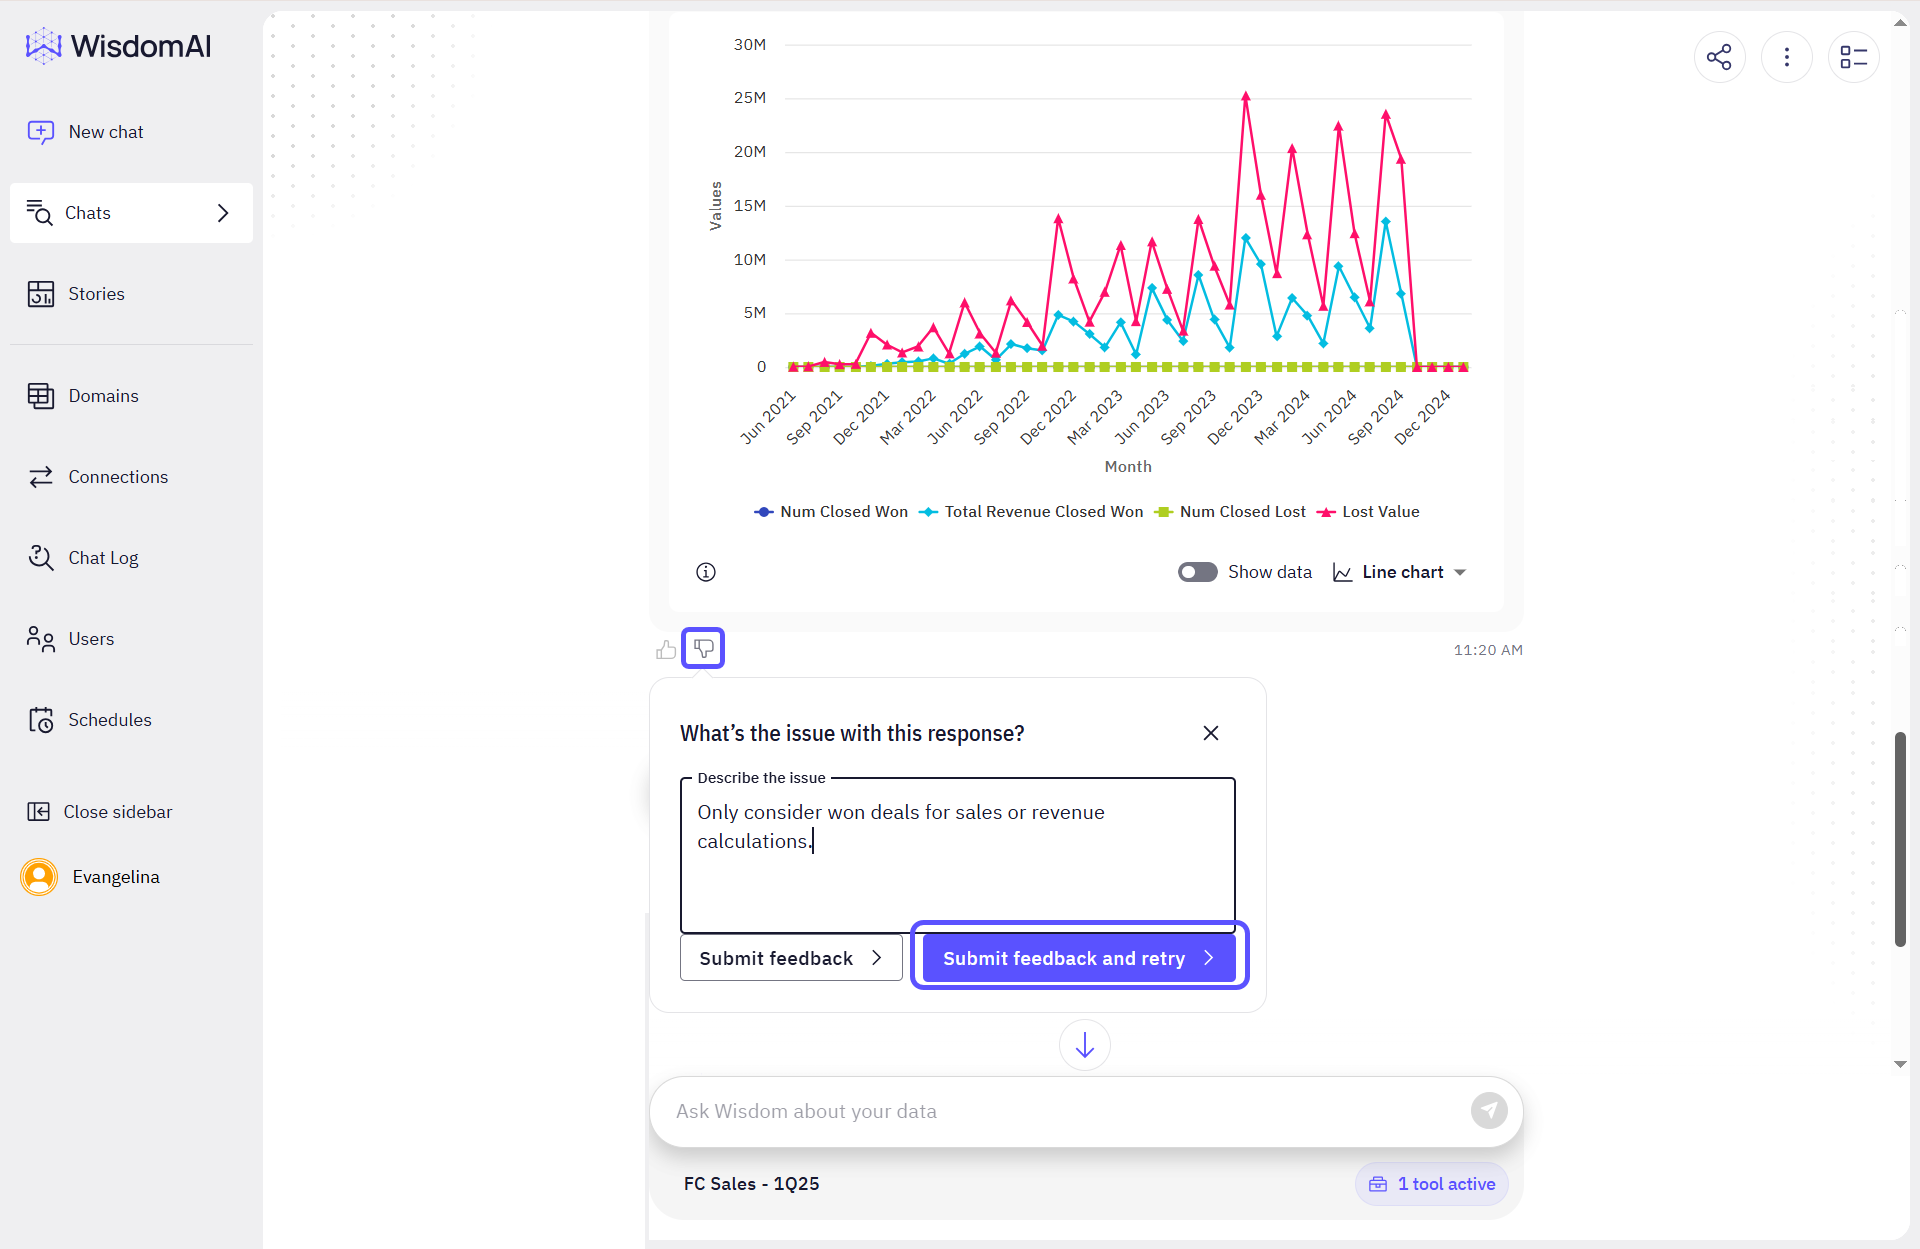 WisdomAI
New chat
Chats
Stories
Domains
Connections
Chat Log
Users
Schedules
Close sidebar
Evangelina
30M
25M
20M
15M
10M
5M
0
Values
Jun 2021
Sep 2021
Dec 2021
Mar 2022
Jun 2022
Sep 2022
Dec 2022
Mar 2023
Jun 2023
Sep 2023
Dec 2023
Mar 2024
Jun 2024
Sep 2024
Dec 2024
Month
Num Closed Won Total Revenue Closed Won Num Closed Lost Lost Value
Show data Line chart
11:20 AM
What’s the issue with this response?
Describe the issue
Only consider won deals for sales or revenue
calculations.
Submit feedback
Submit feedback and retry
Ask Wisdom about your data
FC Sales - 1Q25
1 tool active